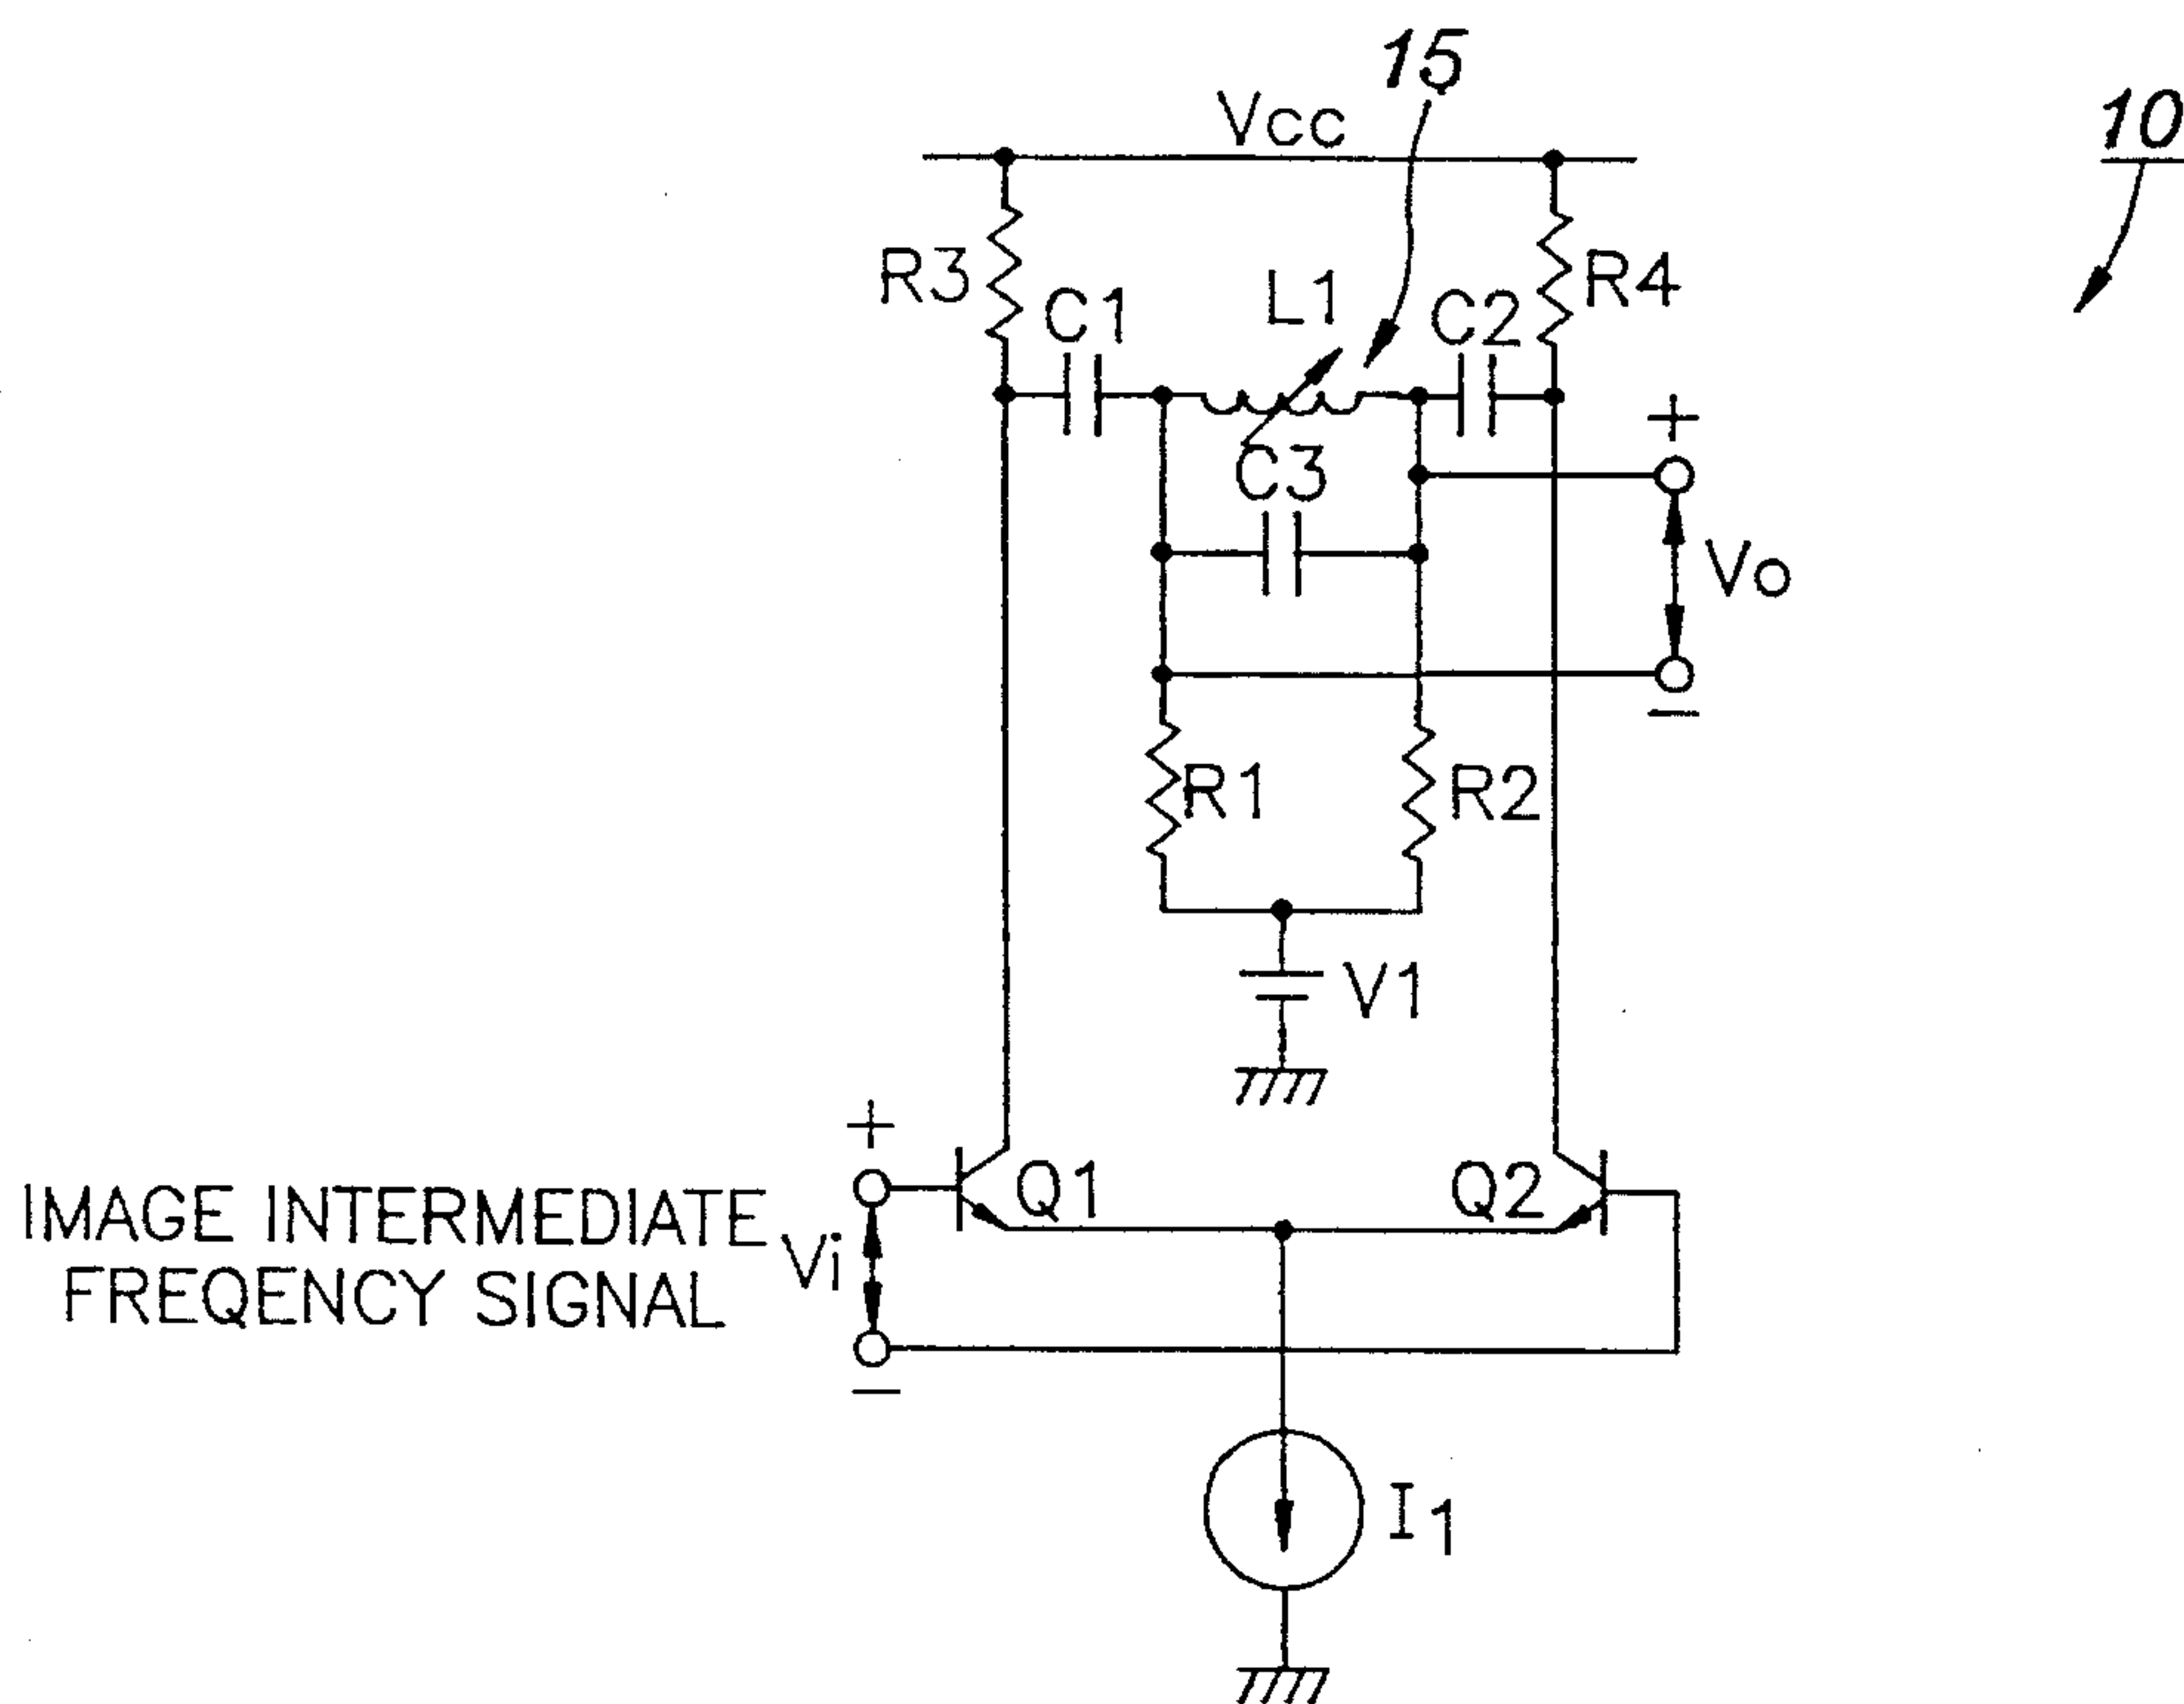 15
10
Vcc
R3
C1
L1
C2
R4
+
C3
Vo
−
R1
R2
V1
+
Q1
Q2
IMAGE INTERMEDIATE
FREQENCY SIGNAL
Vi
−
I1